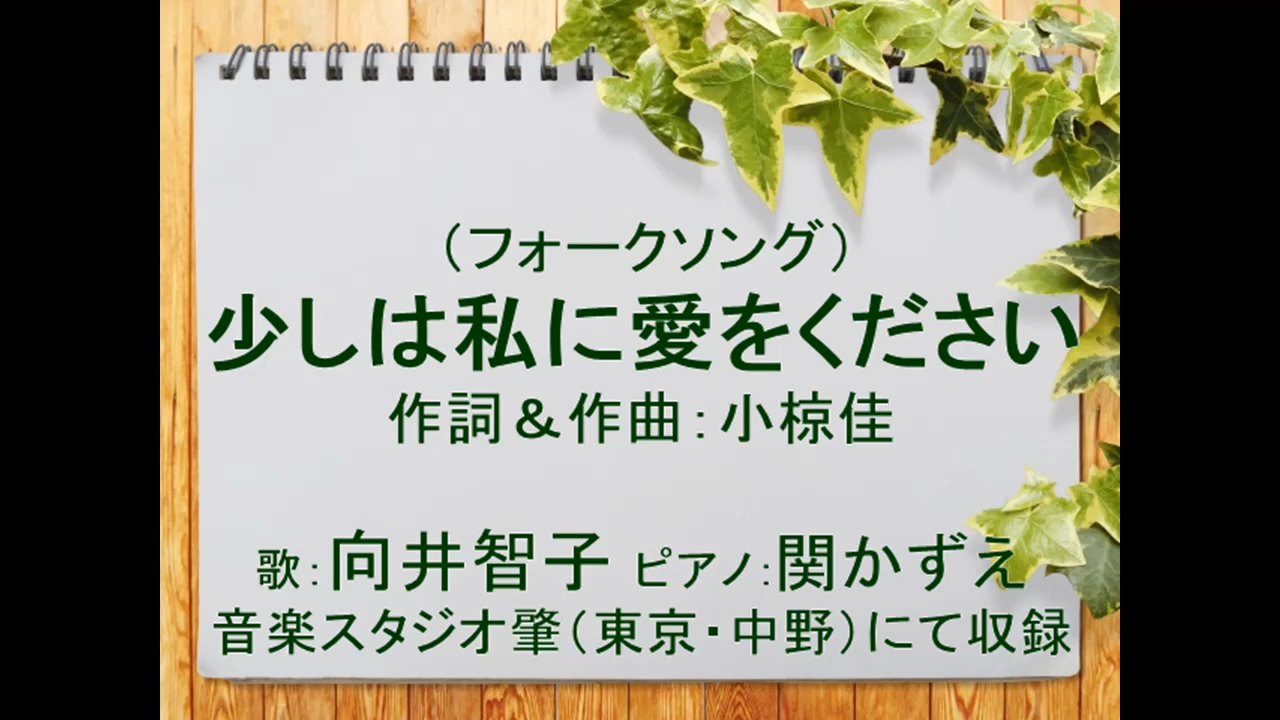 （フォークソング）
少しは私に愛をください
作詞＆作曲：小椋佳
歌：向井智子 ピアノ：関かずえ
音楽スタジオ肇（東京・中野）にて収録